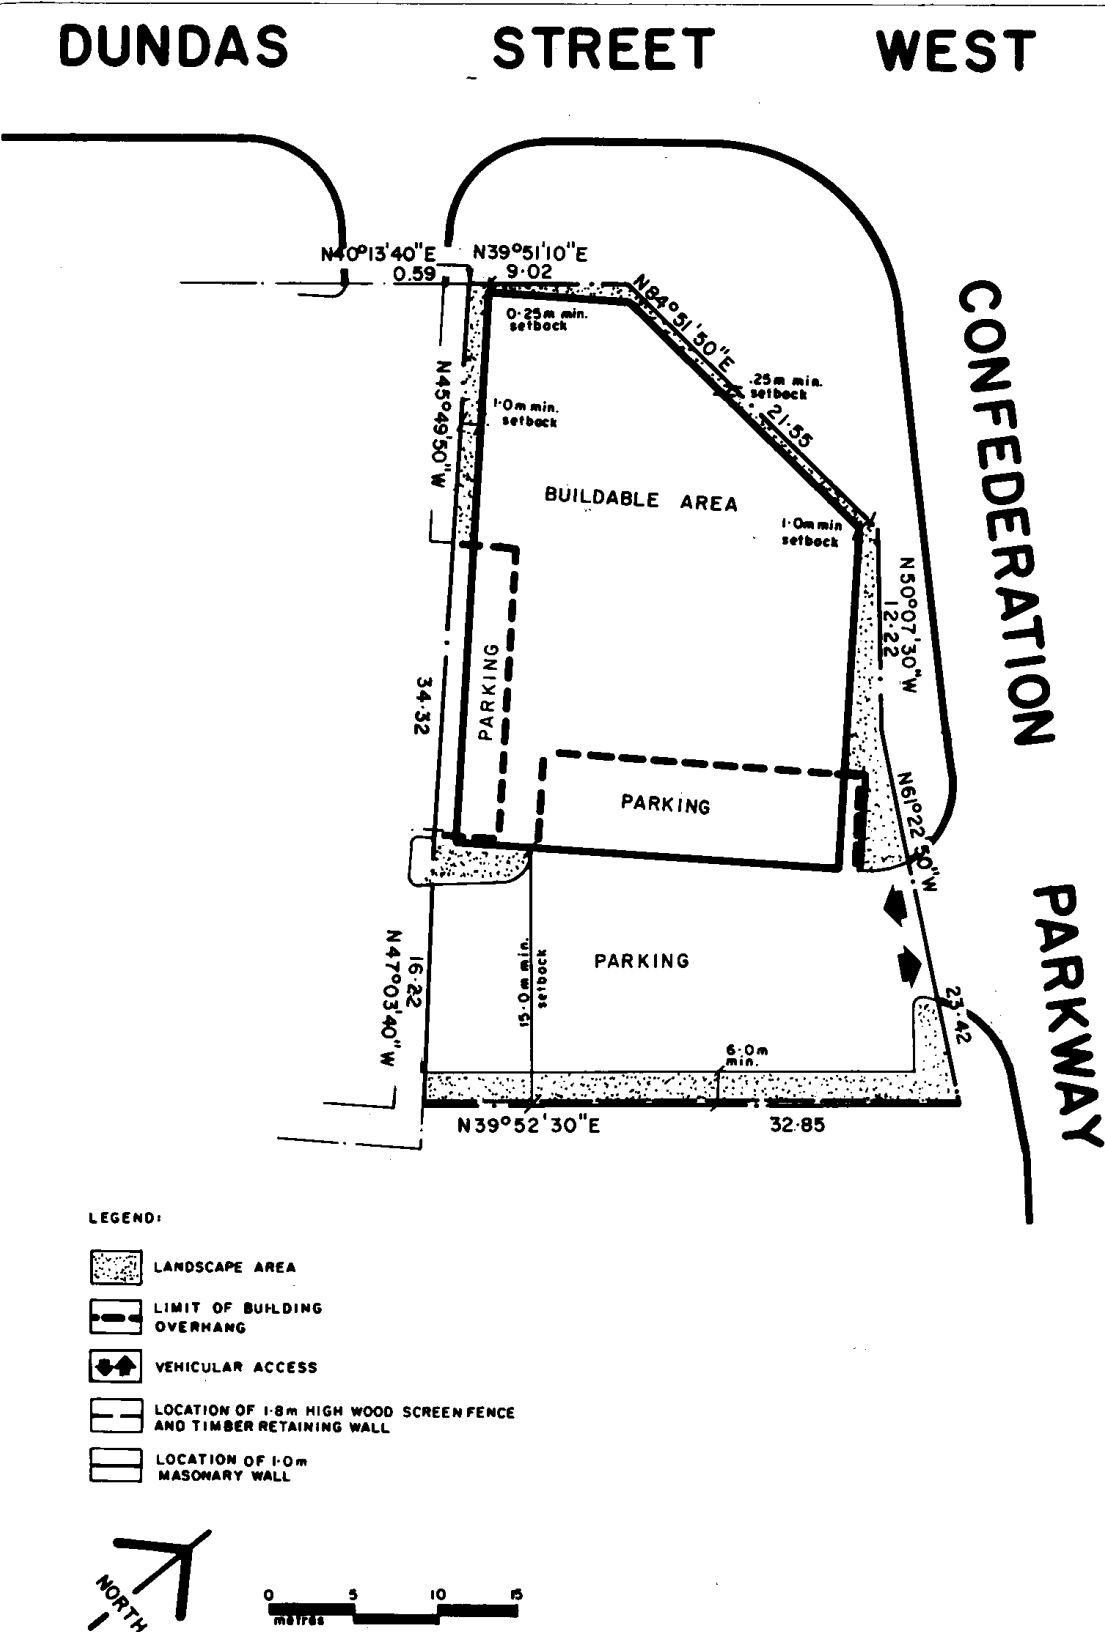 DUNDAS STREET WEST
N40°13'40"E
0.59
N39°51'10"E
9.02
N84°51'50"E
21.55
0.25m min.
setback
.25m min.
setback
1.0m min.
setback
N45°49'50"W
34.32
BUILDABLE AREA
1.0m min
setback
CONFEDERATION
PARKWAY
N50°07'30"W
12.22
PARKING
PARKING
N61°22'50"W
23.42
PARKING
15.0m min.
setback
16.22
N47°03'40"W
6.0m
min.
N39°52'30"E
32.85
LEGEND:
LANDSCAPE AREA
LIMIT OF BUILDING
OVERHANG
VEHICULAR ACCESS
LOCATION OF 1.8m HIGH WOOD SCREEN FENCE
AND TIMBER RETAINING WALL
LOCATION OF 1.0m
MASONARY WALL
NORTH
0 5 10 15
metres